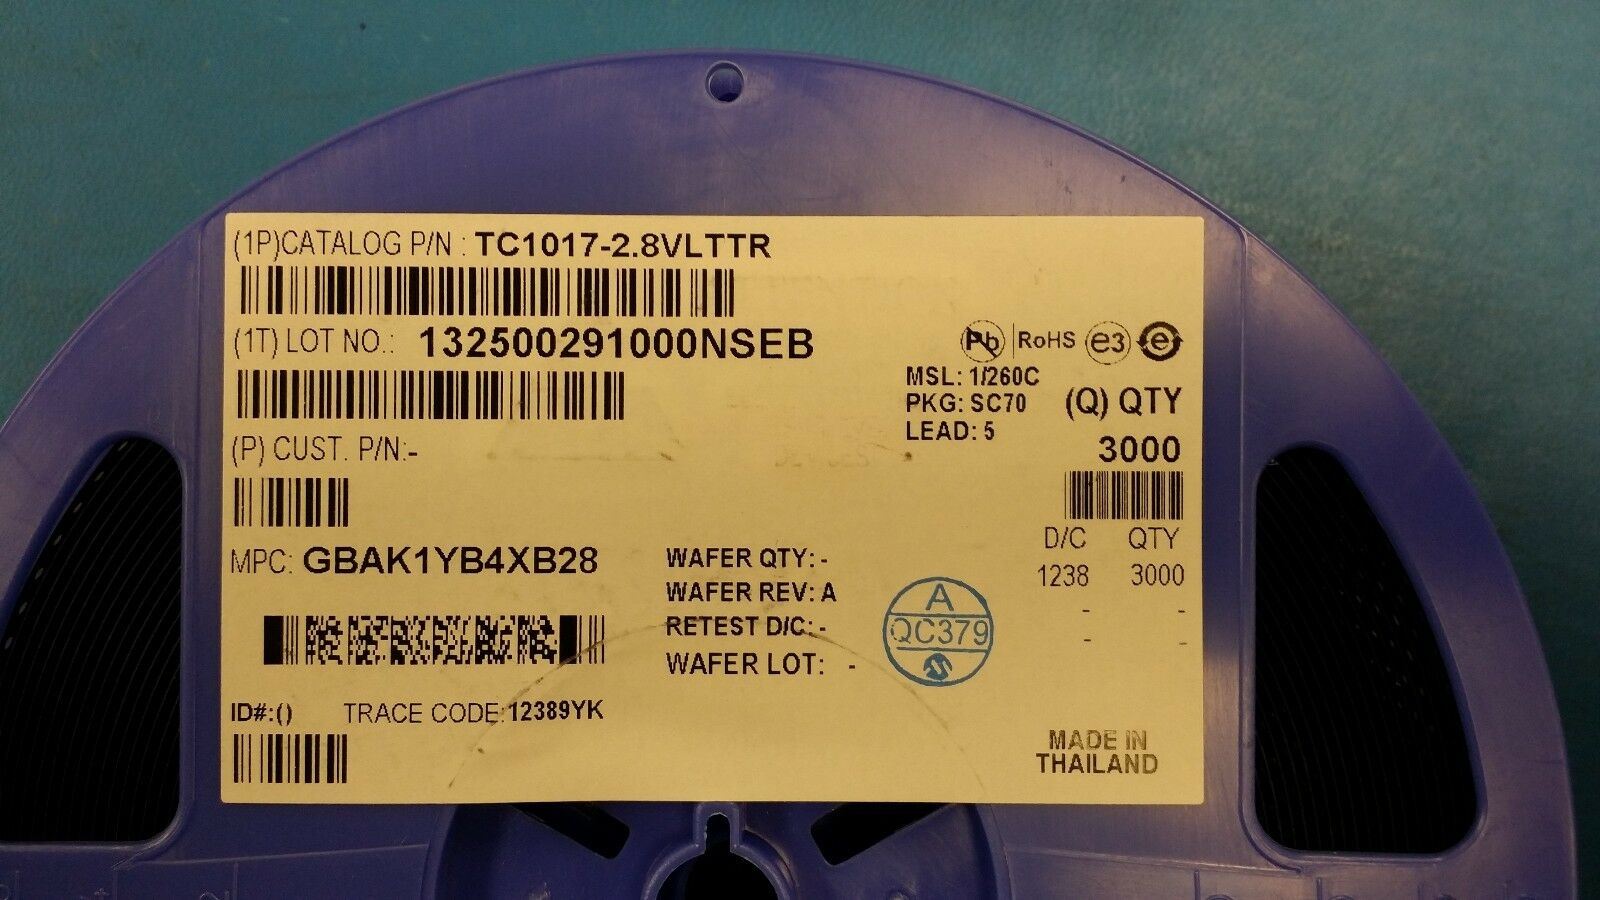 (1P)CATALOG P/N : TC1017-2.8VLTTR
(1T) LOT NO.: 132500291000NSEB
Pb RoHS e3 e
MSL: 1/260C
PKG: SC70
LEAD: 5
(Q) QTY
3000
(P) CUST. P/N:-
D/C QTY
1238 3000
- -
- -
MPC: GBAK1YB4XB28
WAFER QTY: -
WAFER REV: A
RETEST D/C: -
WAFER LOT: -
A
QC379
ID#:() TRACE CODE:12389YK
MADE IN
THAILAND